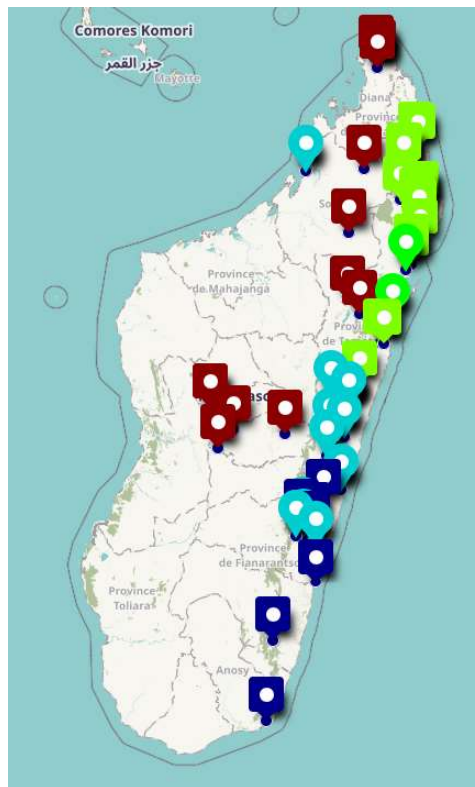 Comores Komori
جزر القمر
Mayotte
Diana
Province
Province
de Mahajanga
Province
de Fianarantsoa
Province
Toliara
Anosy